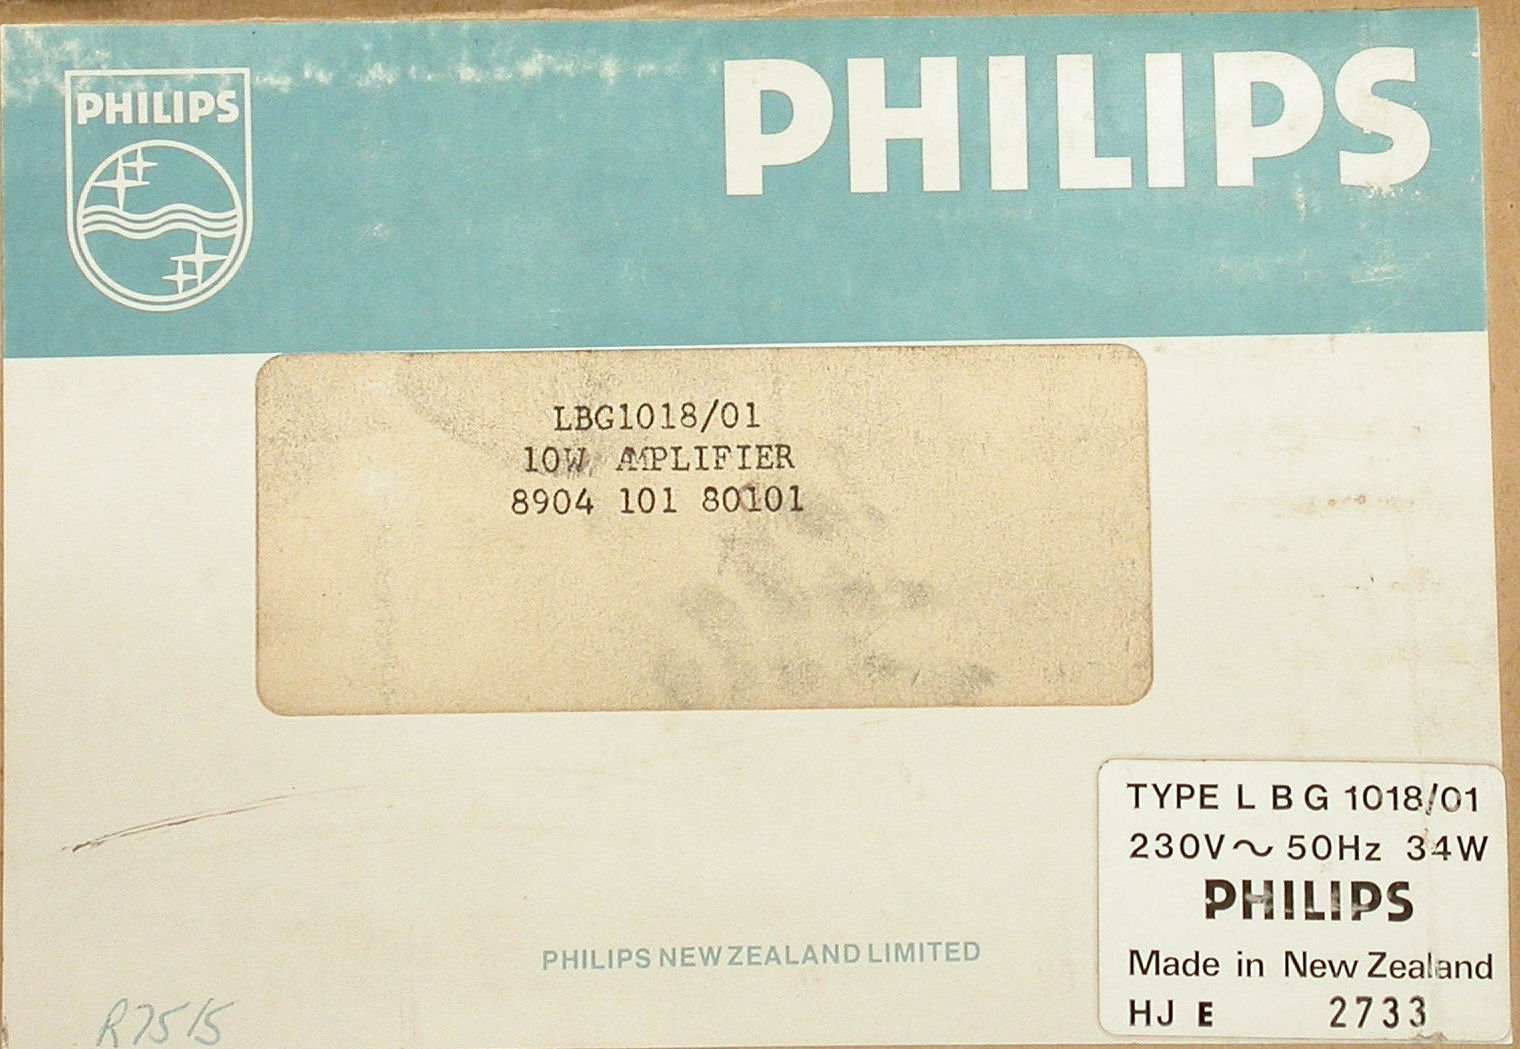 PHILIPS
PHILIPS
LBG1018/01
10W AMPLIFIER
8904 101 80101
TYPE L B G 1018/01
230V~ 50Hz 34W
PHILIPS
Made in New Zealand
HJ E 2733
PHILIPS NEW ZEALAND LIMITED
R7515